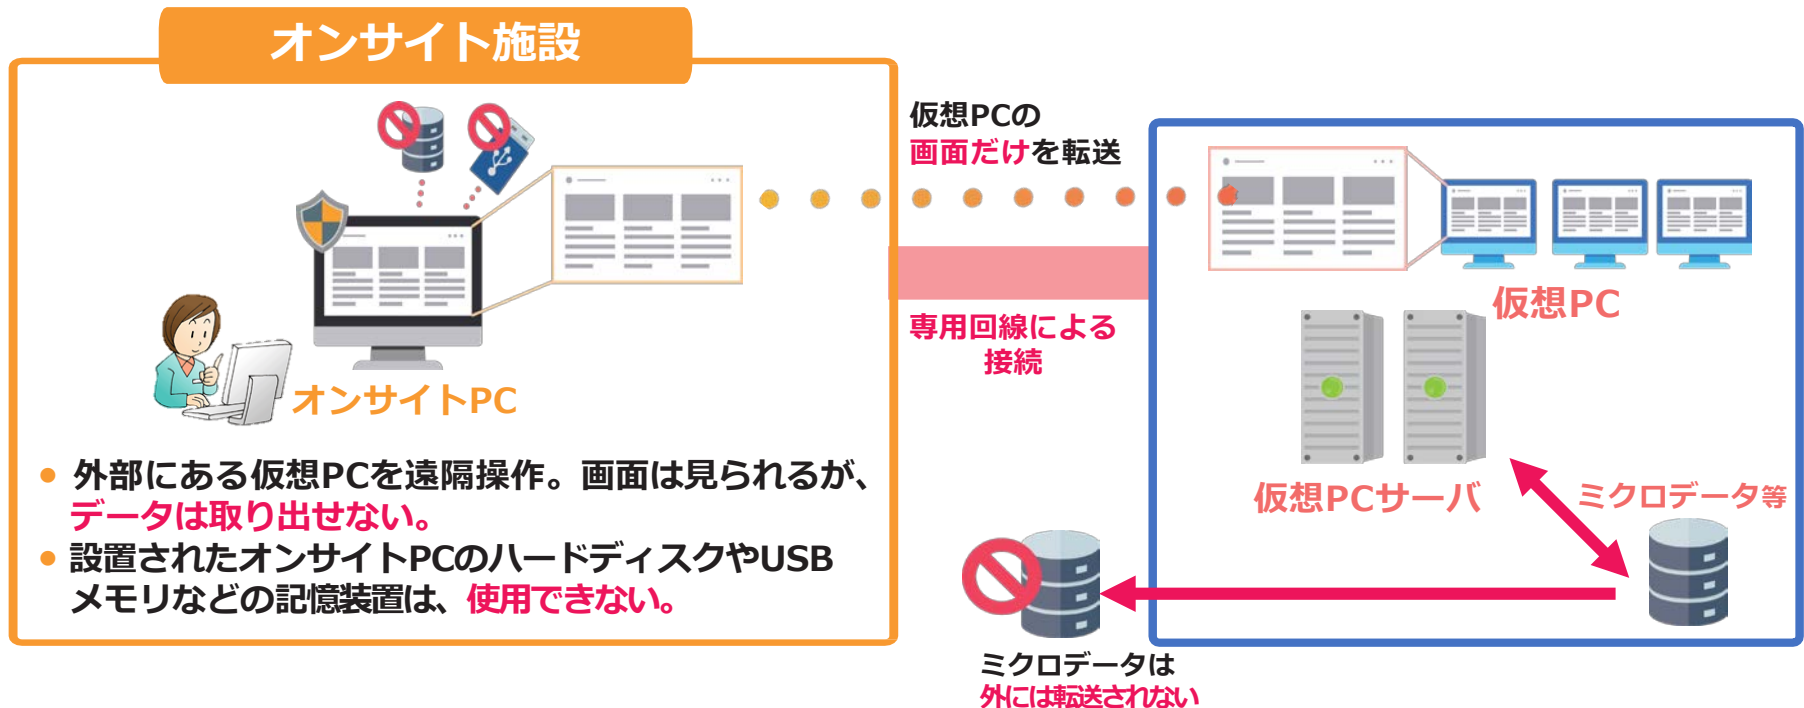 オンサイト施設
オンサイトPC
● 外部にある仮想PCを遠隔操作。画面は見られるが、
データは取り出せない。
● 設置されたオンサイトPCのハードディスクやUSB
メモリなどの記憶装置は、使用できない。
仮想PCの
画面だけを転送
専用回線による
接続
仮想PC
仮想PCサーバ
ミクロデータ等
ミクロデータは
外には転送されない